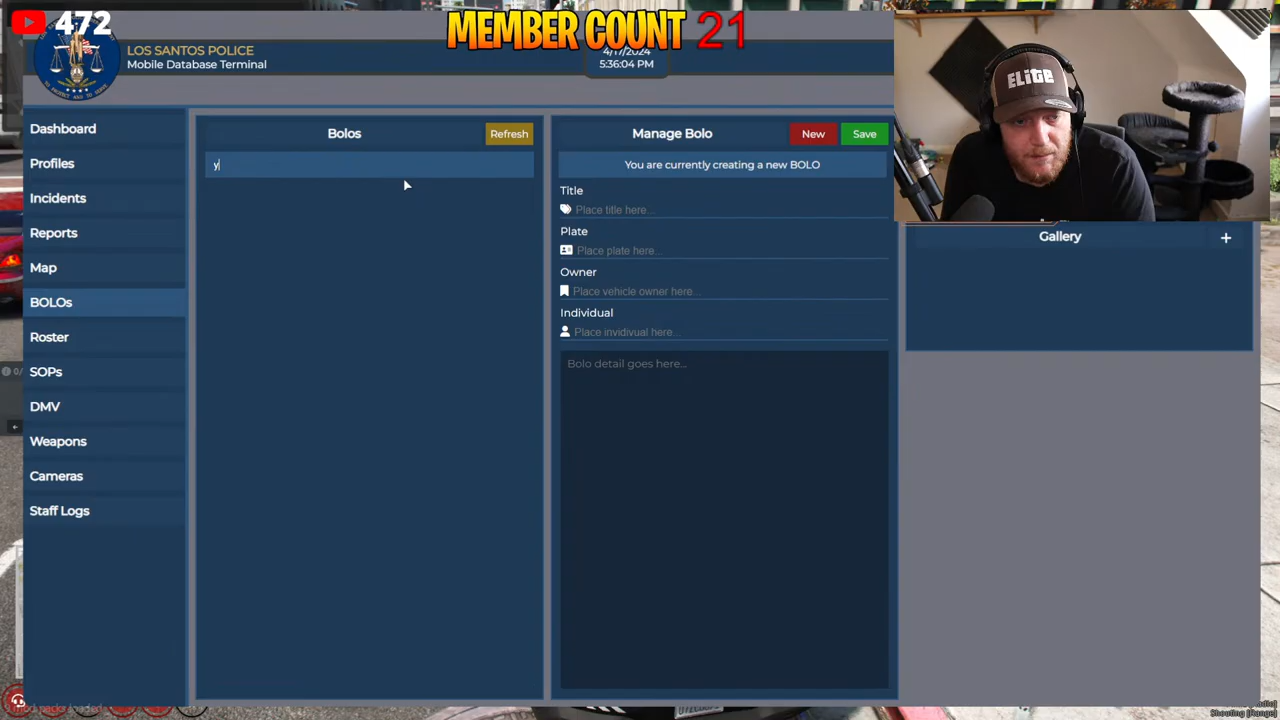 472
MEMBER COUNT 21
LOS SANTOS POLICE
Mobile Database Terminal
4/17/2024
5:36:04 PM
ELITE
Dashboard
Profiles
Incidents
Reports
Map
BOLOs
Roster
SOPs
DMV
Weapons
Cameras
Staff Logs
Bolos
Refresh
y
Manage Bolo
New
Save
You are currently creating a new BOLO
Title
Place title here...
Plate
Place plate here...
Owner
Place vehicle owner here...
Individual
Place invidivual here...
Bolo detail goes here...
Gallery
+
Shouting [Range]